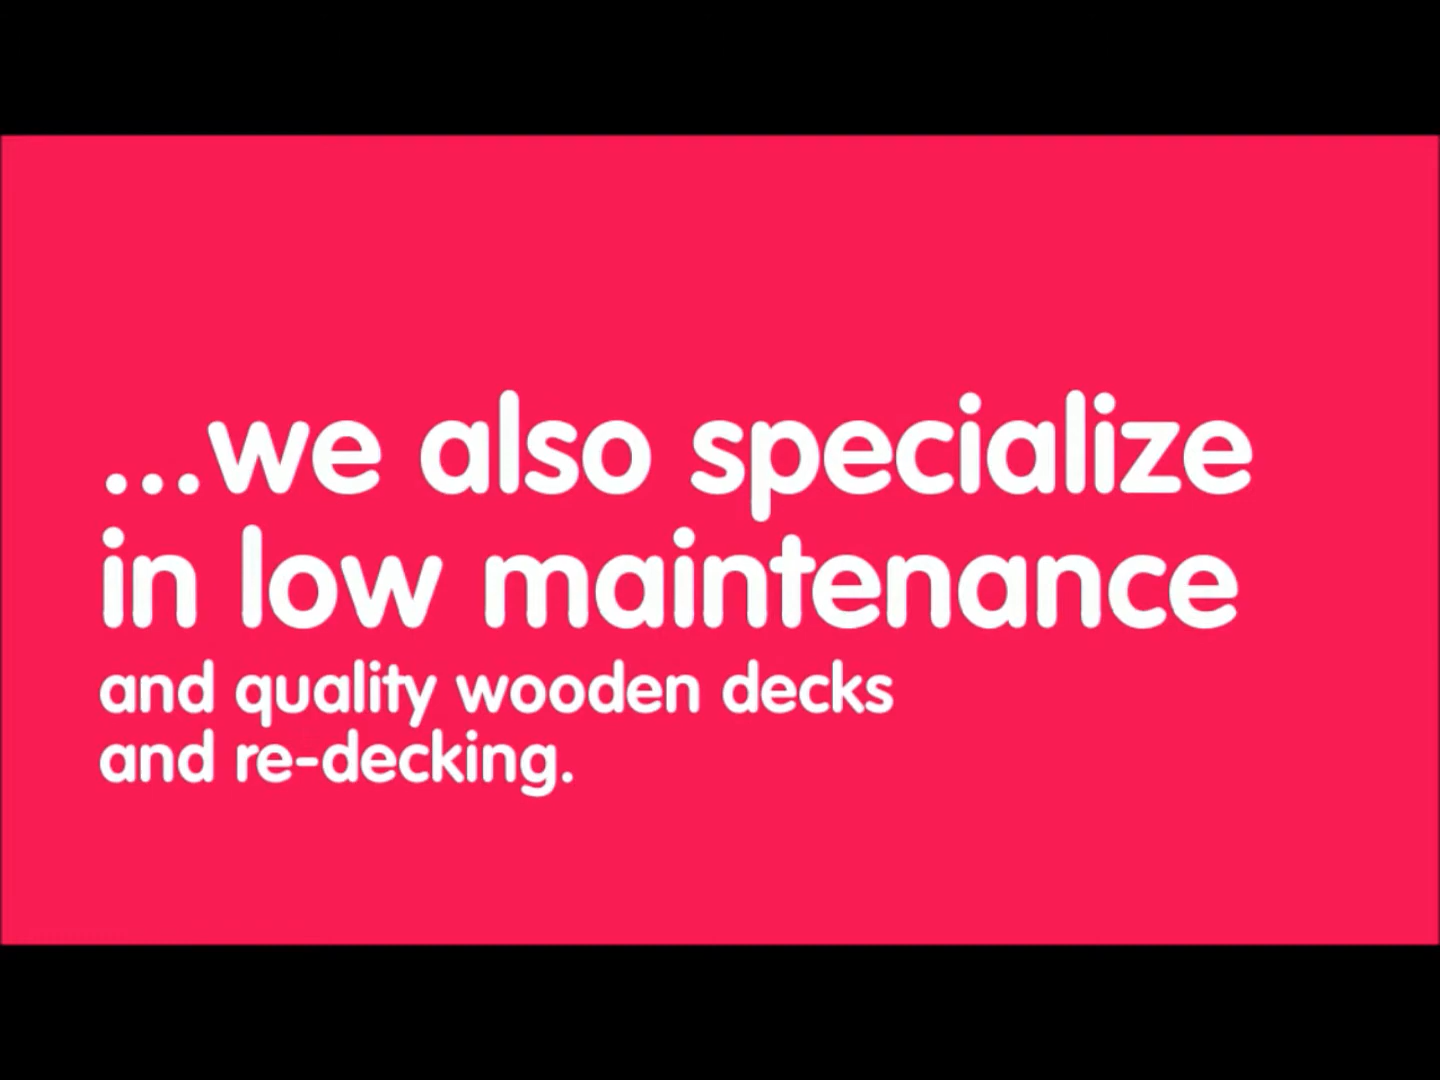 ...we also specialize
in low maintenance
and quality wooden decks
and re-decking.